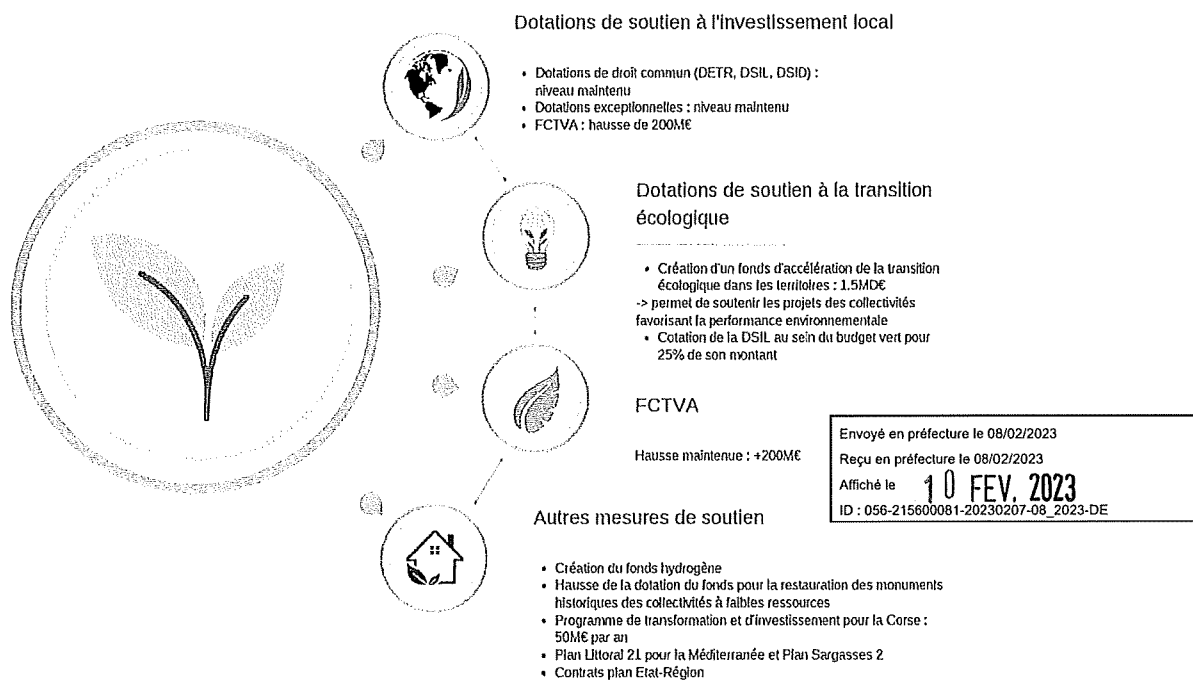 Dotations de soutien à l'investissement local
• Dotations de droit commun (DETR, DSIL, DSID) :
niveau maintenu
• Dotations exceptionnelles : niveau maintenu
• FCTVA : hausse de 200M€
Dotations de soutien à la transition
écologique
• Création d'un fonds d'accélération de la transition
écologique dans les territoires : 1.5MD€
-> permet de soutenir les projets des collectivités
favorisant la performance environnementale
• Cotation de la DSIL au sein du budget vert pour
25% de son montant
FCTVA
Hausse maintenue : +200M€
Envoyé en préfecture le 08/02/2023
Reçu en préfecture le 08/02/2023
Affiché le 10 FEV. 2023
ID : 056-215600081-20230207-08_2023-DE
Autres mesures de soutien
• Création du fonds hydrogène
• Hausse de la dotation du fonds pour la restauration des monuments
historiques des collectivités à faibles ressources
• Programme de transformation et d'investissement pour la Corse :
50M€ par an
• Plan Littoral 21 pour la Méditerranée et Plan Sargasses 2
• Contrats plan Etat-Région